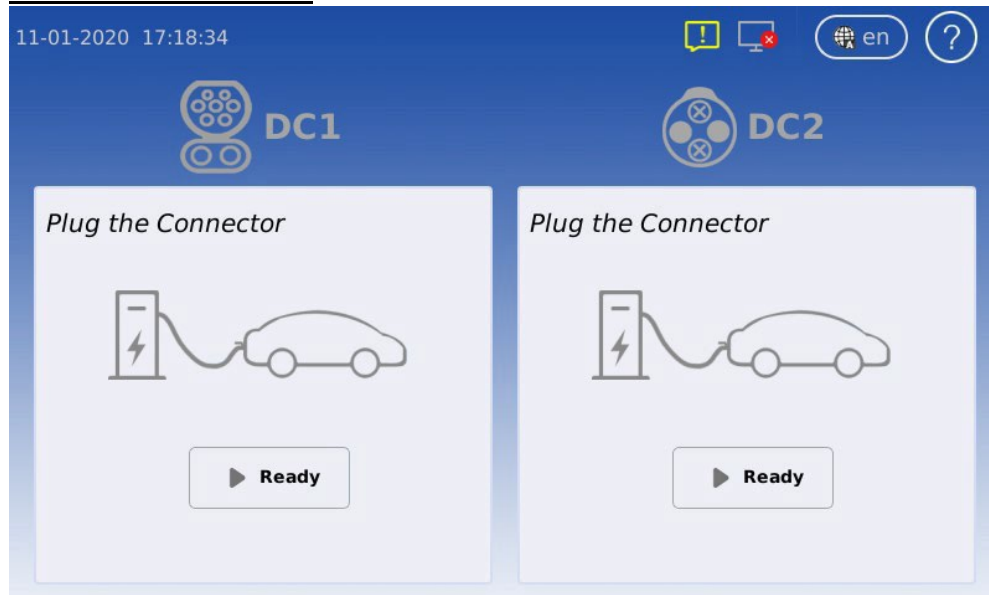 11-01-2020 17:18:34
! en ?
DC1
DC2
Plug the Connector
Plug the Connector
Ready
Ready